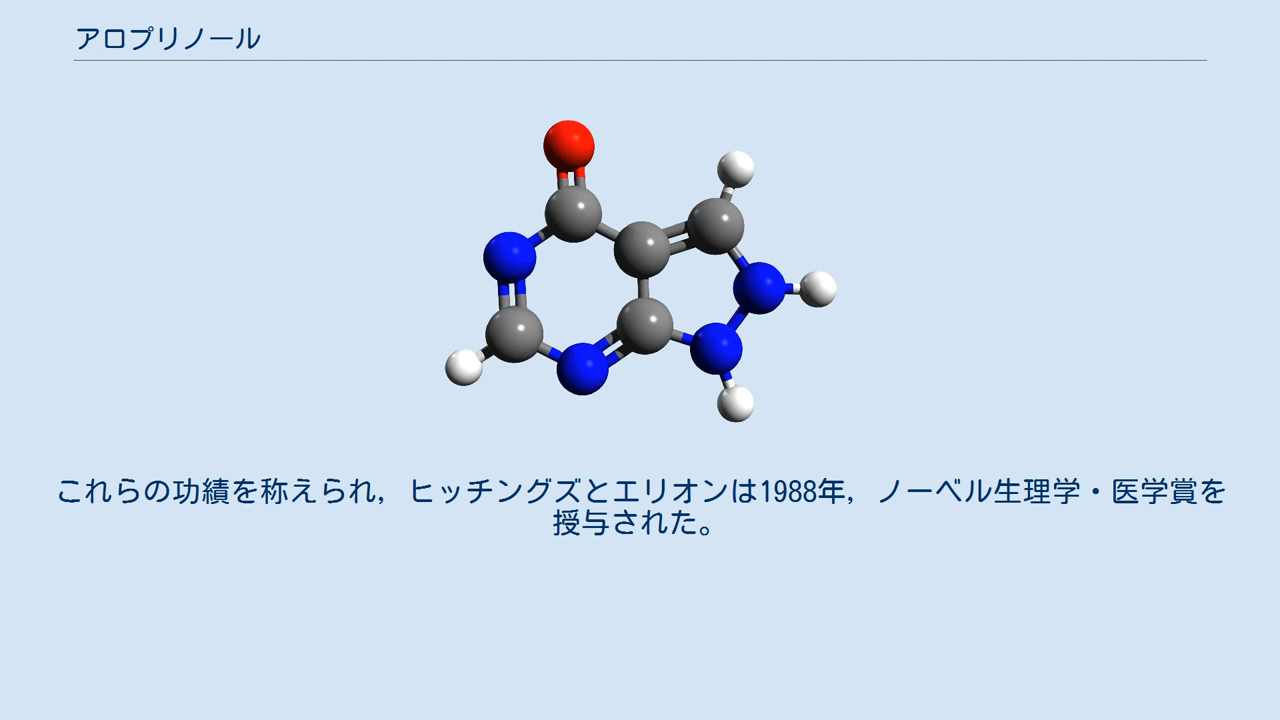 アロプリノール
これらの功績を称えられ，ヒッチングズとエリオンは1988年，ノーベル生理学・医学賞を
授与された。